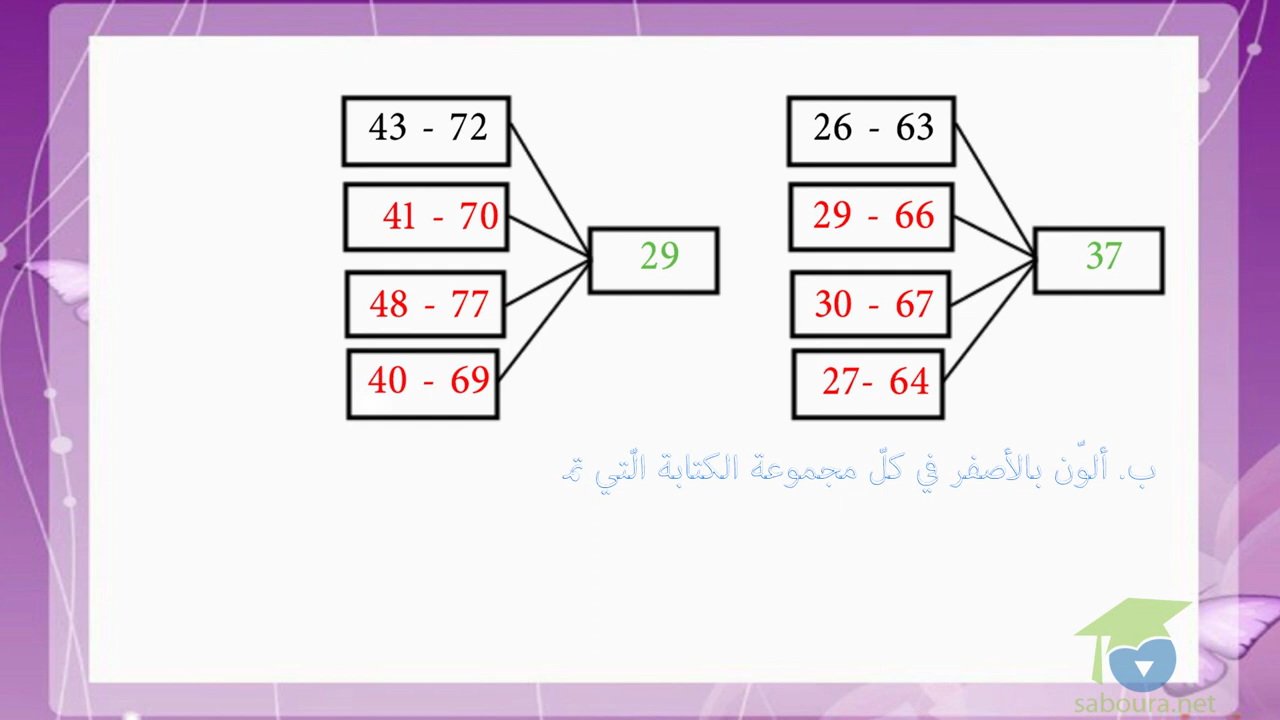 26 - 63
29 - 66
30 - 67
27- 64
37
43 - 72
41 - 70
48 - 77
40 - 69
29
ب. ألوّن بالأصفر في كلّ مجموعة الكتابة الّتي تمّ
saboura.net